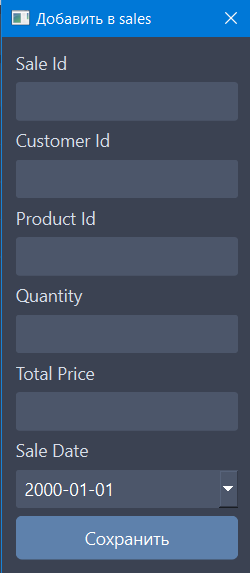 Добавить в sales
Sale Id
Customer Id
Product Id
Quantity
Total Price
Sale Date
2000-01-01
Сохранить